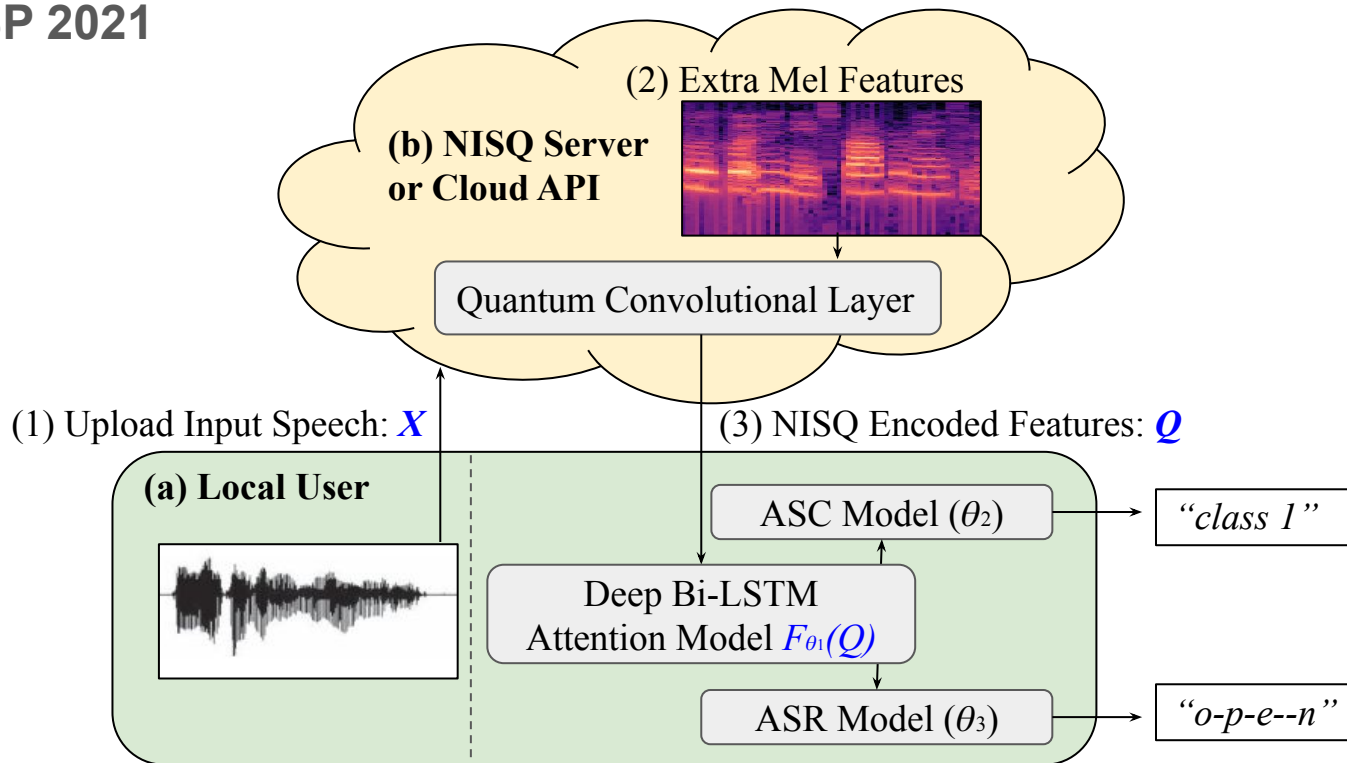 P 2021
(2) Extra Mel Features
(b) NISQ Server
or Cloud API
Quantum Convolutional Layer
(1) Upload Input Speech: X
(3) NISQ Encoded Features: Q
(a) Local User
ASC Model (θ2)
“class 1”
Deep Bi-LSTM
Attention Model Fθ1(Q)
ASR Model (θ3)
“o-p-e--n”